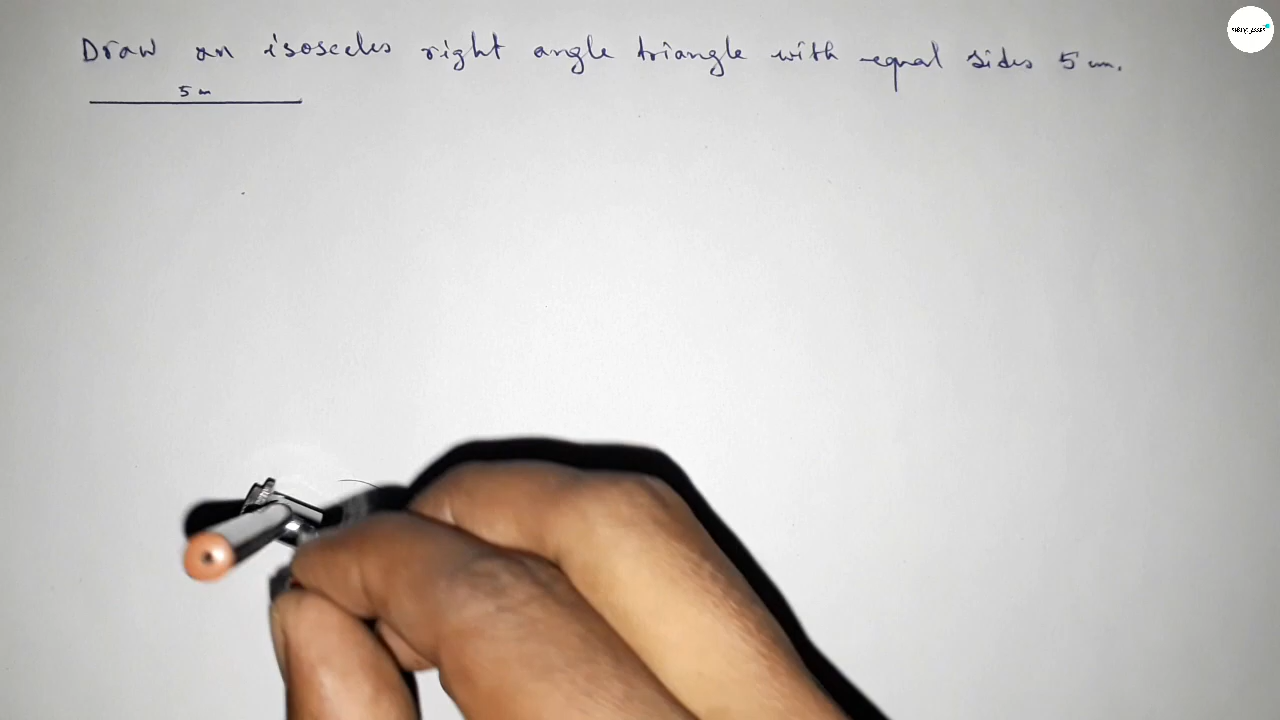 Draw an isosceles right angle triangle with equal sides 5 cm.
5 cm